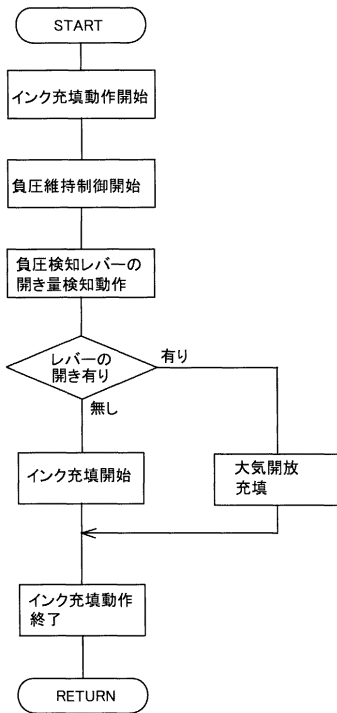 START
インク充填動作開始
負圧維持制御開始
負圧検知レバーの
開き量検知動作
レバーの
開き有り
有り
無し
インク充填開始
大気開放
充填
インク充填動作
終了
RETURN